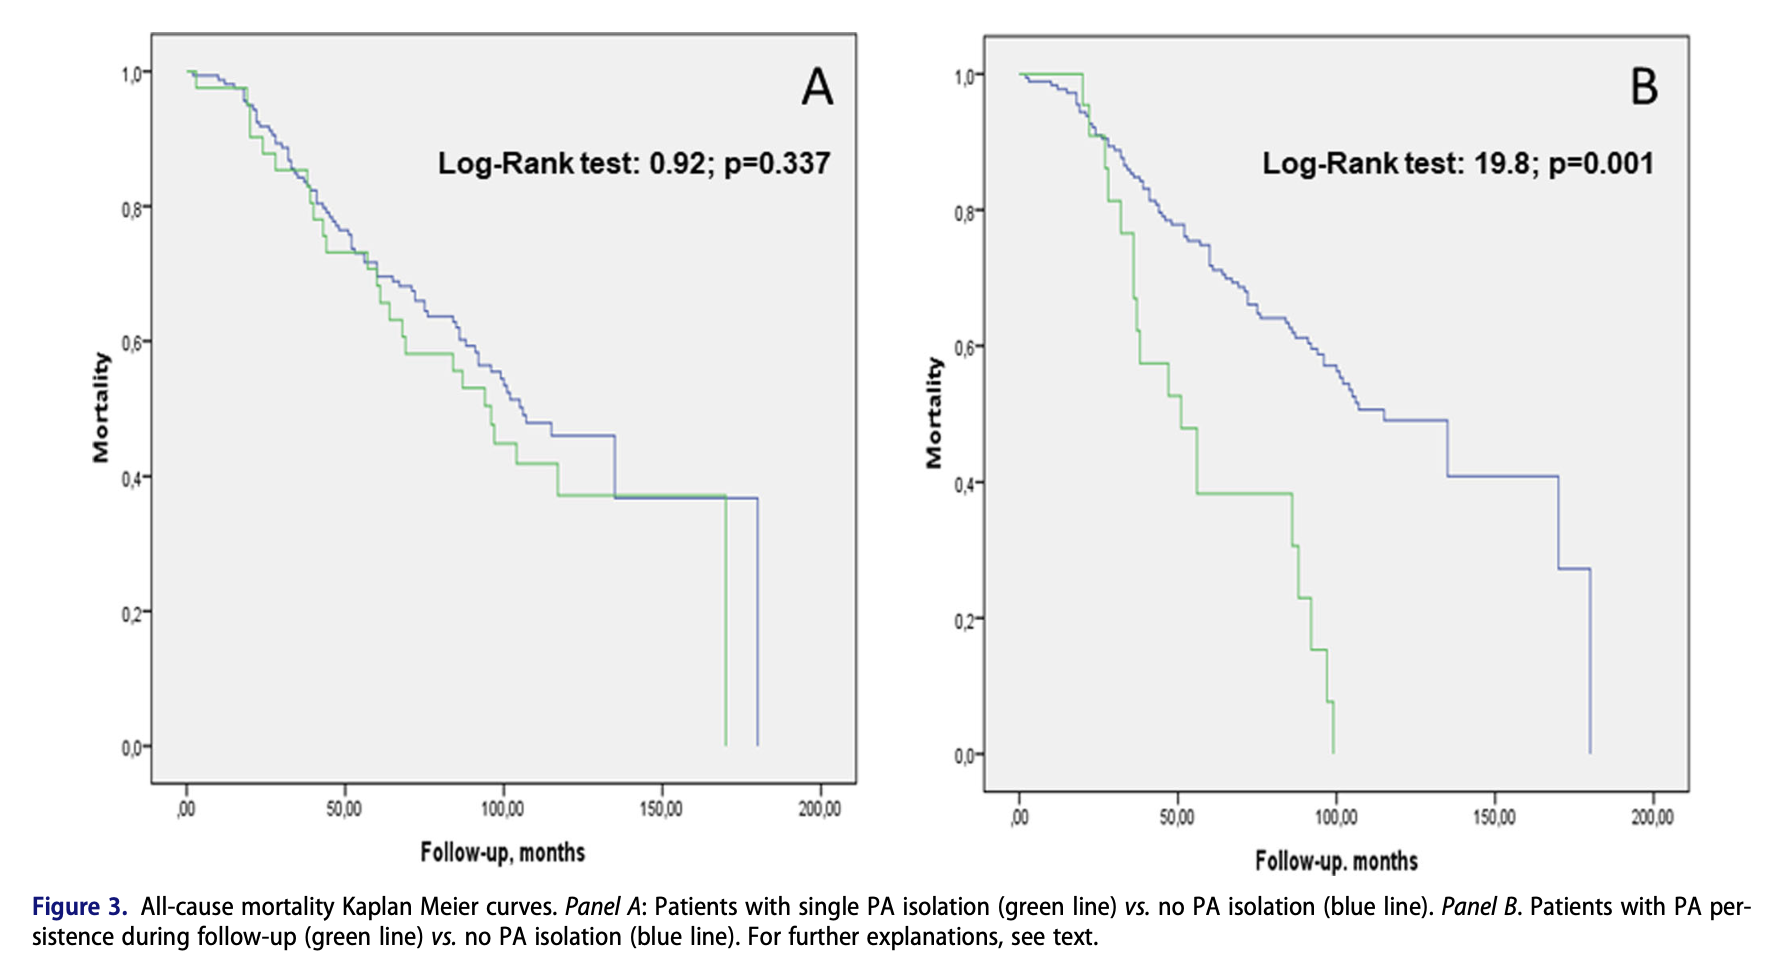 A
1,0
0,8
0,6
0,4
0,2
0,0
Mortality
Log-Rank test: 0.92; p=0.337
,00
50,00
100,00
150,00
200,00
Follow-up, months
B
1,0
0,8
0,6
0,4
0,2
0,0
Mortality
Log-Rank test: 19.8; p=0.001
,00
50,00
100,00
150,00
200,00
Follow-up. months
Figure 3. All-cause mortality Kaplan Meier curves. Panel A: Patients with single PA isolation (green line) vs. no PA isolation (blue line). Panel B. Patients with PA per-
sistence during follow-up (green line) vs. no PA isolation (blue line). For further explanations, see text.